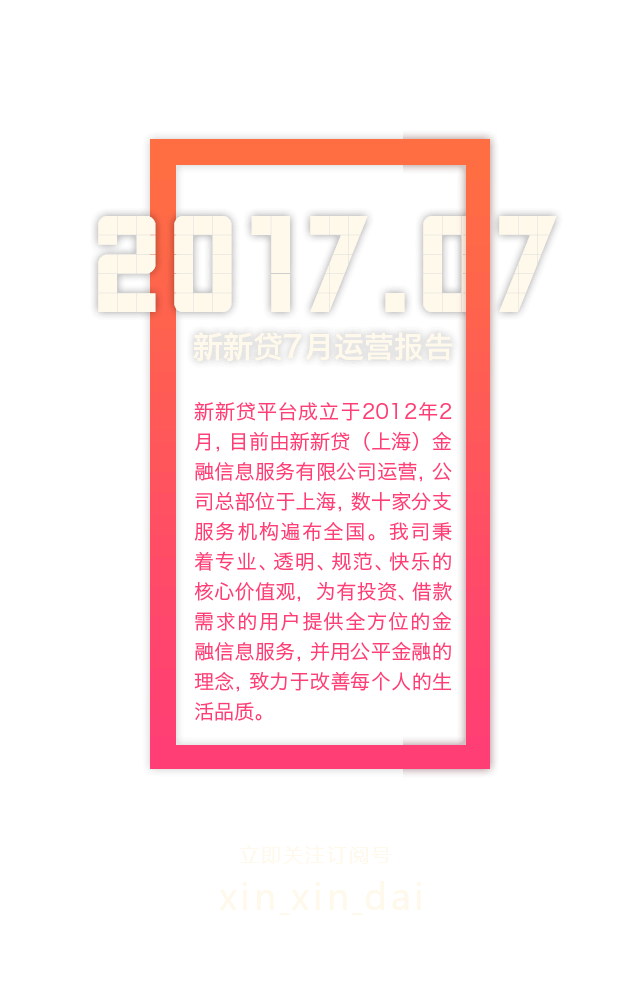 2017.07
新新贷7月运营报告
新新贷平台成立于2012年2
月, 目前由新新贷（上海）金
融信息服务有限公司运营, 公
司总部位于上海, 数十家分支
服务机构遍布全国。我司秉
着专业、透明、规范、快乐的
核心价值观, 为有投资、借款
需求的用户提供全方位的金
融信息服务, 并用公平金融的
理念, 致力于改善每个人的生
活品质。
立即关注订阅号
xin_xin_dai